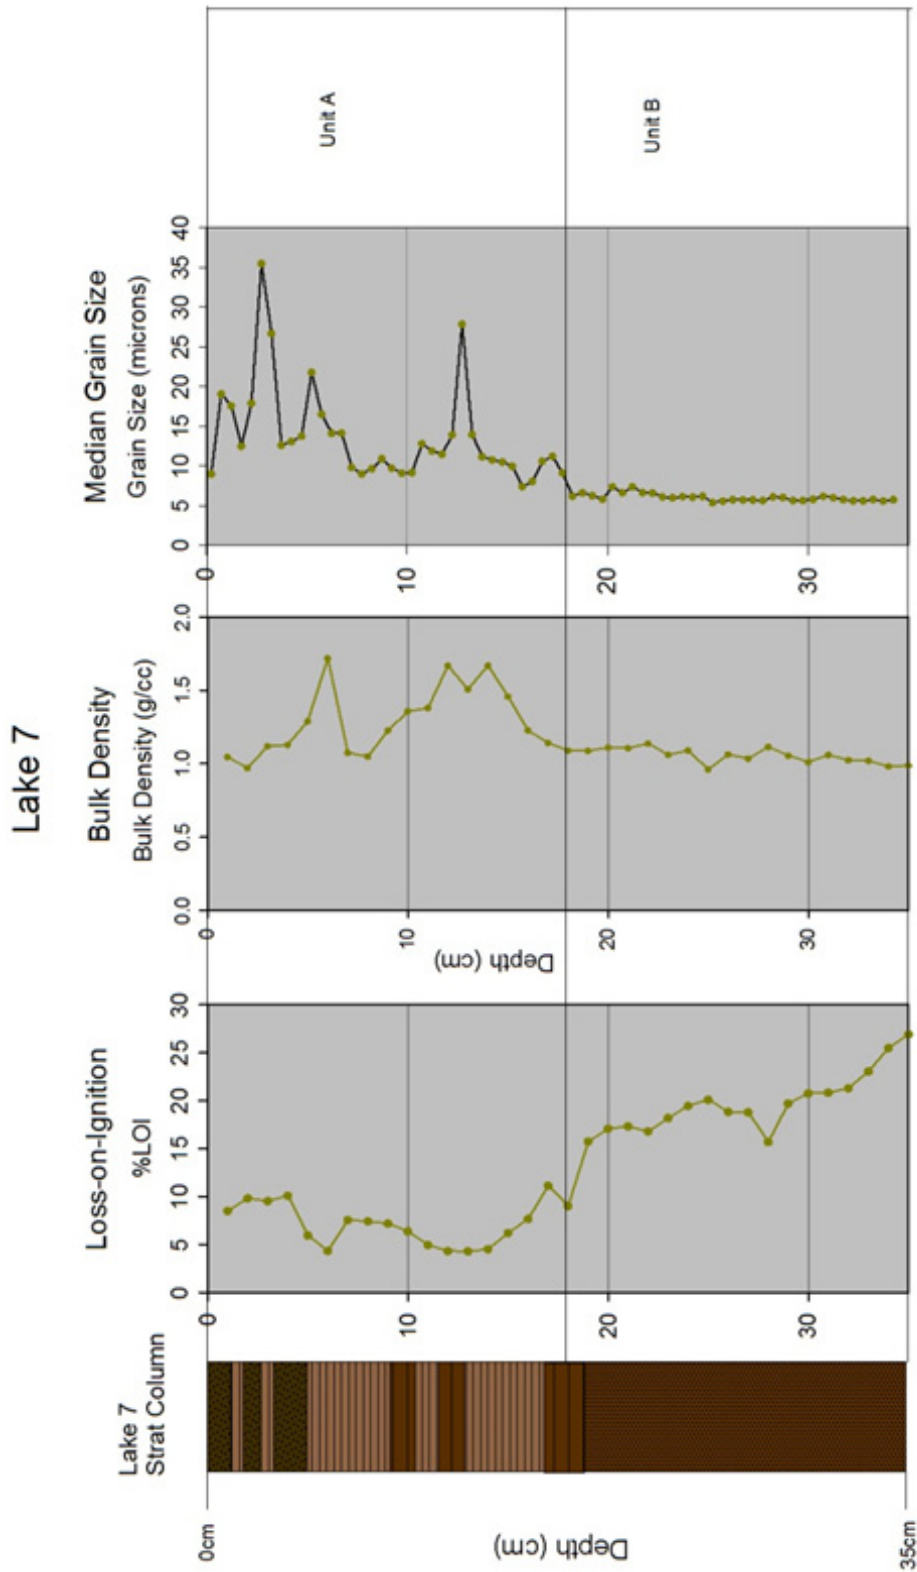 Lake 7
Lake 7
Strat Column
Loss-on-Ignition
%LOI
Bulk Density
Bulk Density (g/cc)
Median Grain Size
Grain Size (microns)
0 5 10 15 20 25 30
0.0 0.5 1.0 1.5 2.0
0 5 10 15 20 25 30 35 40
0cm
Depth (cm)
35cm
0
10
20
30
Depth (cm)
0
10
20
30
0
10
20
30
Unit A
Unit B